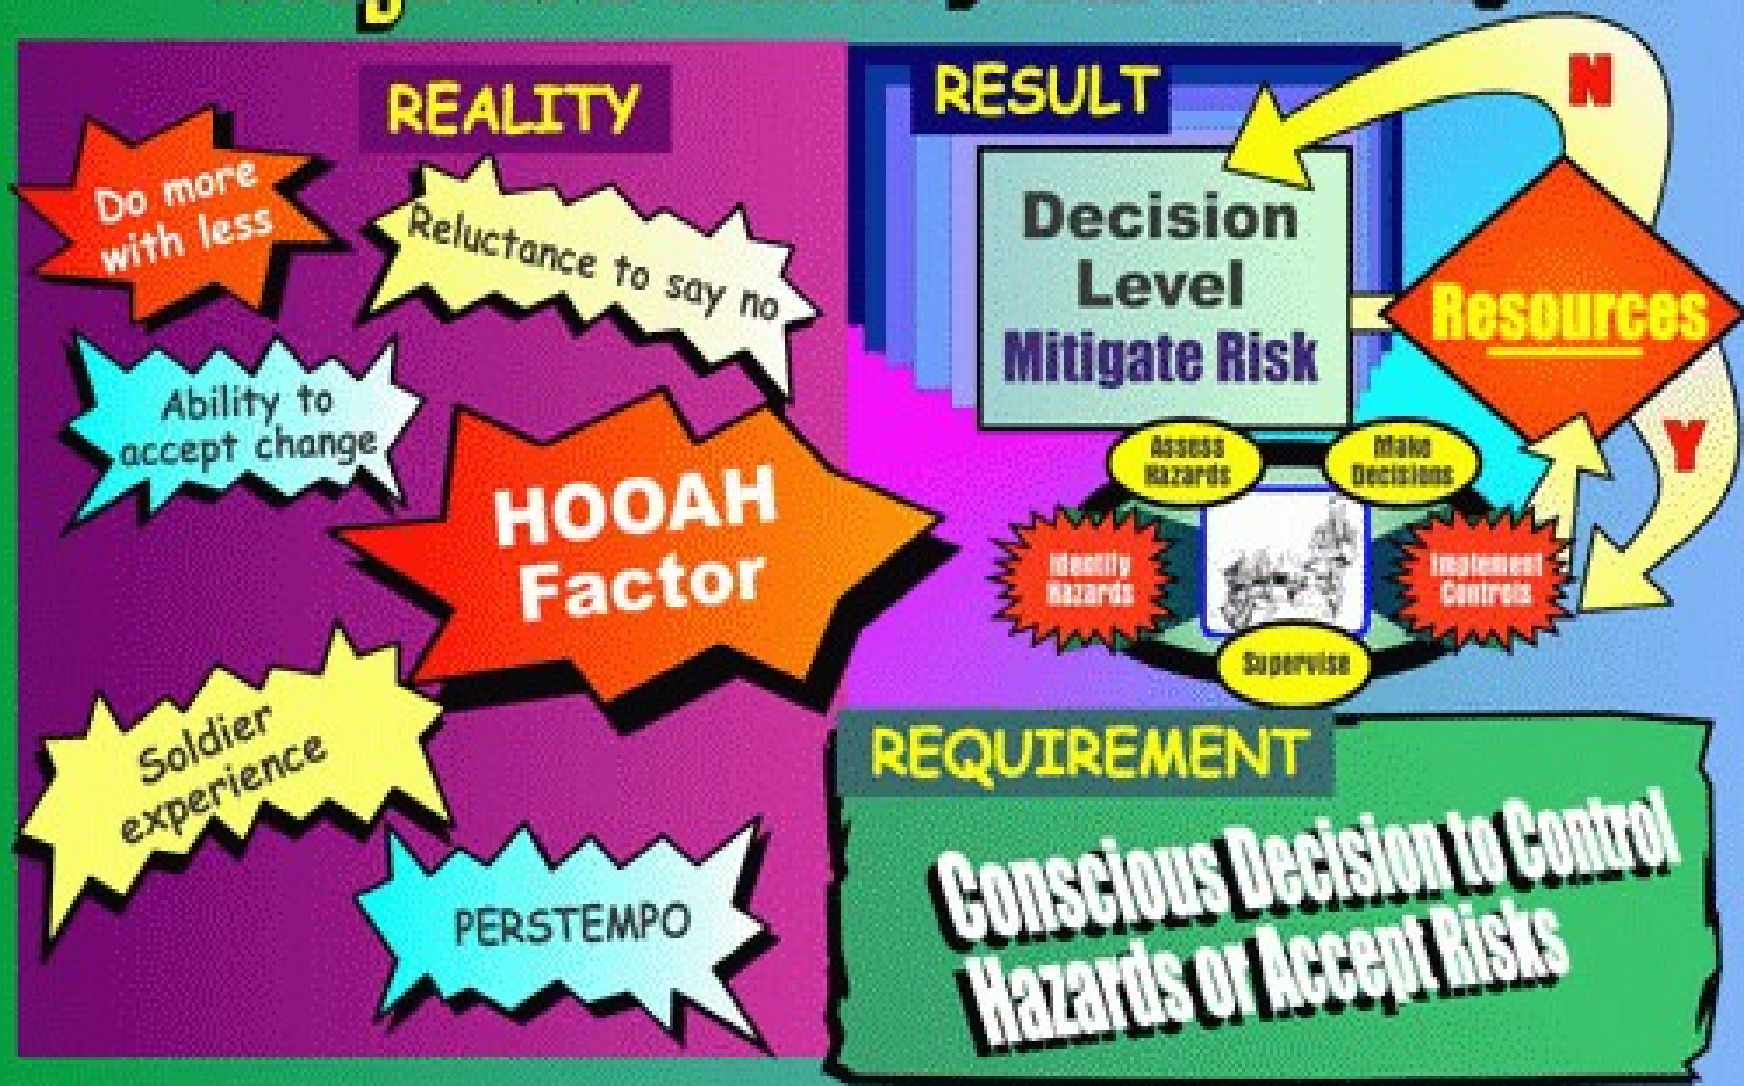 REALITY
Do more
with less
Reluctance to say no
Ability to
accept change
HOOAH
Factor
Soldier
experience
PERSTEMPO
RESULT
N
Decision
Level
Mitigate Risk
Resources
Y
Assess
Hazards
Make
Decisions
Identify
Hazards
Implement
Controls
Supervise
REQUIREMENT
Conscious Decision to Control
Hazards or Accept Risks